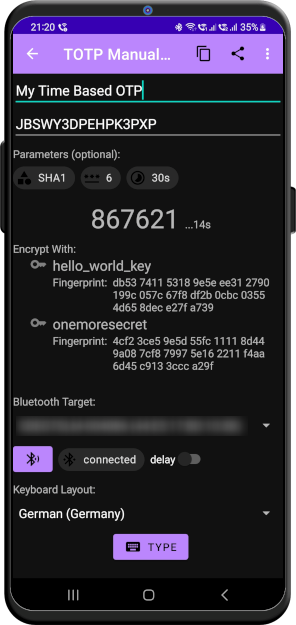 21:20 35%
TOTP Manual...
My Time Based OTP
JBSWY3DPEHPK3PXP
Parameters (optional):
SHA1 6 30s
867621 ...14s
Encrypt With:
hello_world_key
Fingerprint: db53 7411 5318 9e5e ee31 2790
199c 057c 67f8 df2b 0cbc 0355
4d65 8dec e27f a739
onemoresecret
Fingerprint: 4cf2 3ce5 9e5d 55fc 1111 8d44
9a08 7cf8 7997 5e16 2211 f4aa
6d45 c913 3ccc a29f
Bluetooth Target:
connected delay
Keyboard Layout:
German (Germany)
TYPE